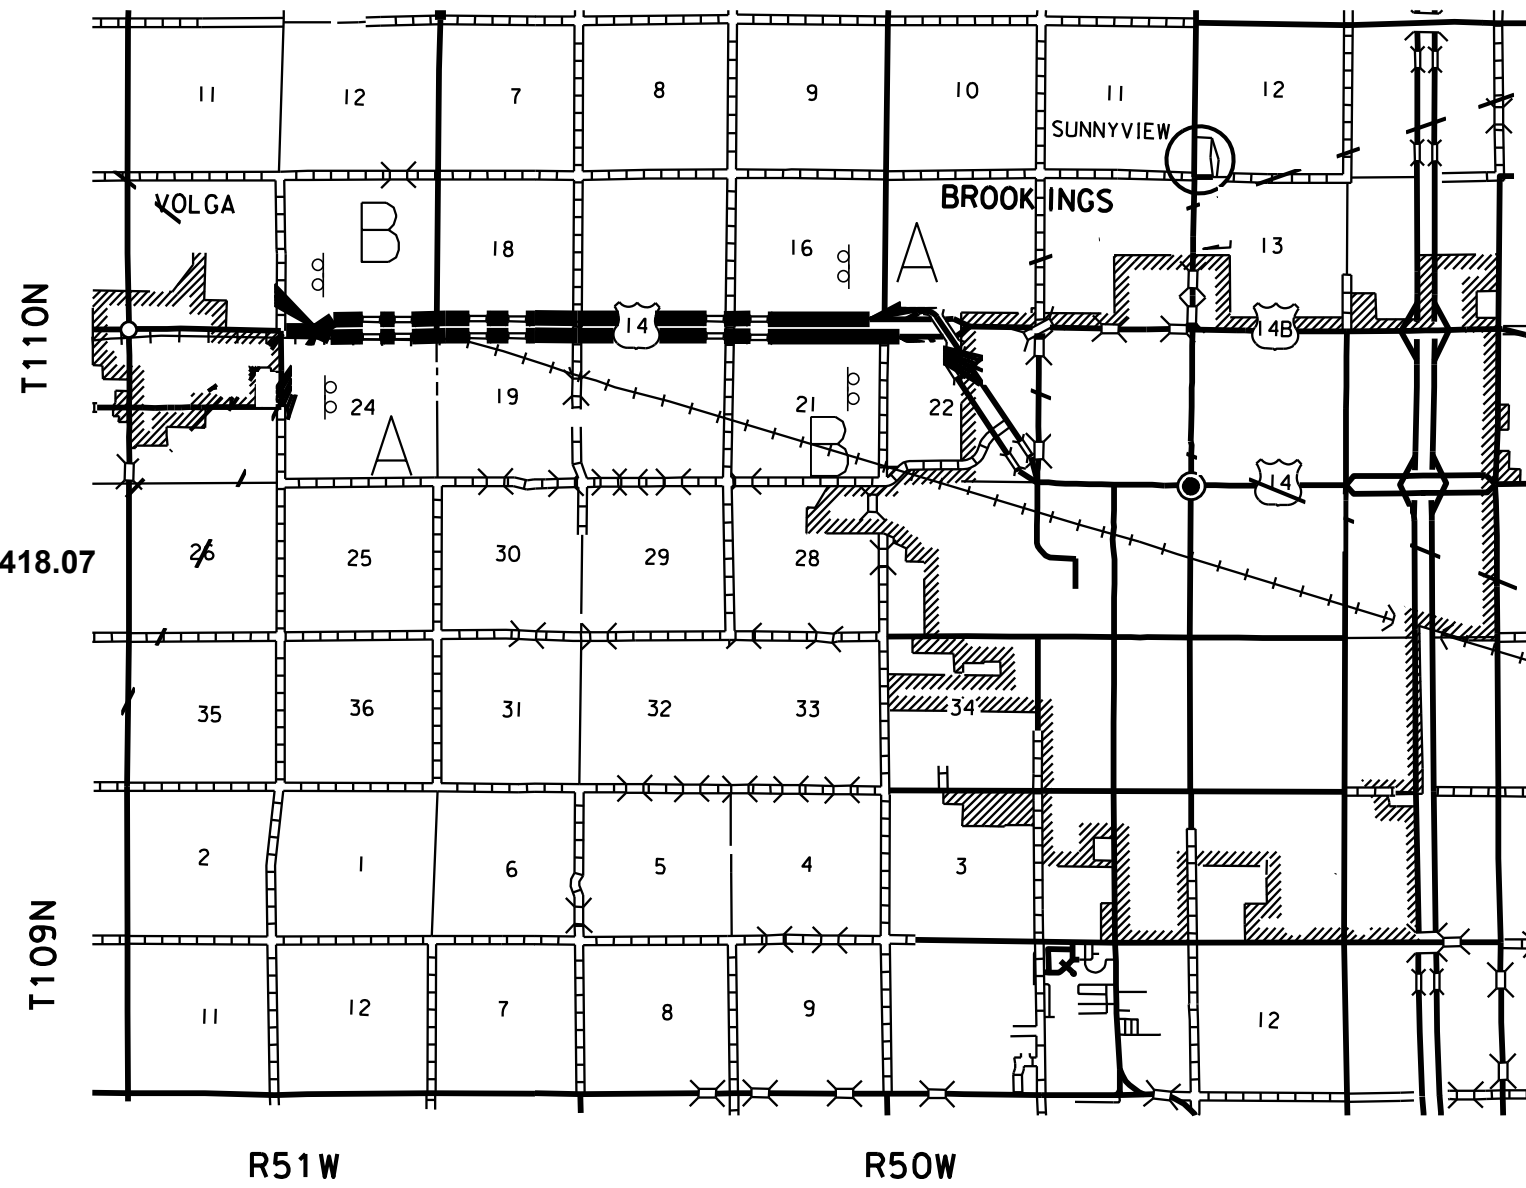 11 12 7 8 9 10 11 12
SUNNYVIEW
VOLGA
BROOKINGS
B 18 16 A 13
T110N
14 14B
24 19 21 22
A B
14
418.07
26 25 30 29 28
35 36 31 32 33 34
2 1 6 5 4 3
T109N
11 12 7 8 9 12
R51W R50W